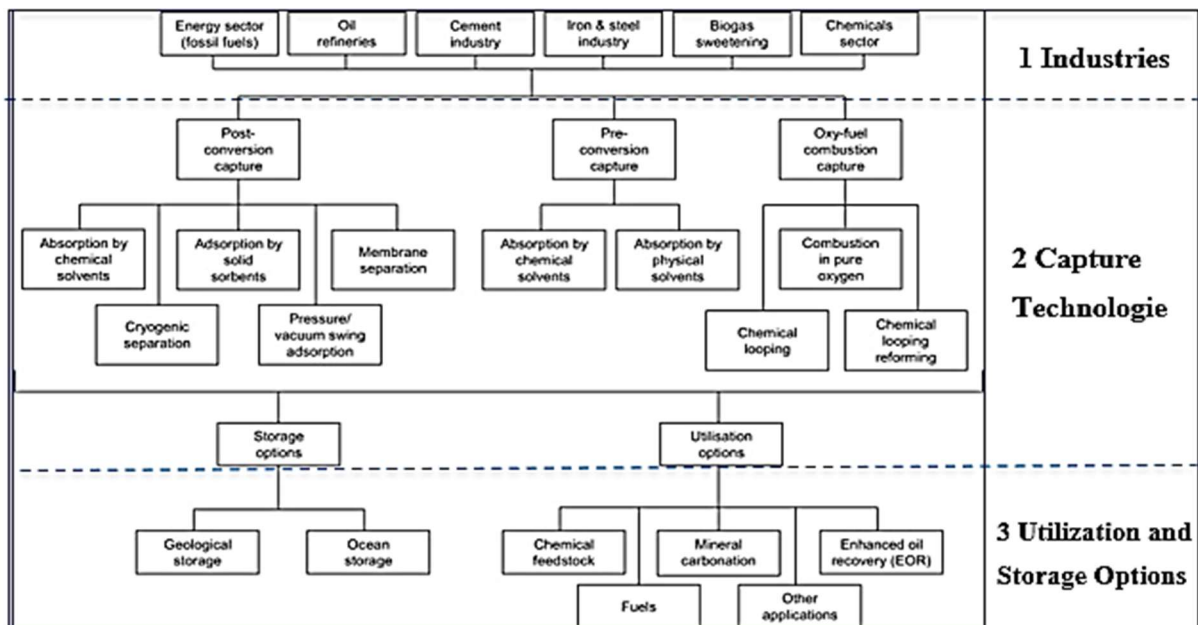 Energy sector
(fossil fuels)
Oil
refineries
Cement
industry
Iron & steel
industry
Biogas
sweetening
Chemicals
sector
1 Industries
Post-
conversion
capture
Pre-
conversion
capture
Oxy-fuel
combustion
capture
Absorption by
chemical
solvents
Adsorption by
solid
sorbents
Membrane
separation
Absorption by
chemical
solvents
Absorption by
physical
solvents
Combustion
in pure
oxygen
Cryogenic
separation
Pressure/
vacuum swing
adsorption
Chemical
looping
Chemical
looping
reforming
2 Capture
Technologie
Storage
options
Utilisation
options
Geological
storage
Ocean
storage
Chemical
feedstock
Mineral
carbonation
Enhanced oil
recovery (EOR)
Fuels
Other
applications
3 Utilization and
Storage Options